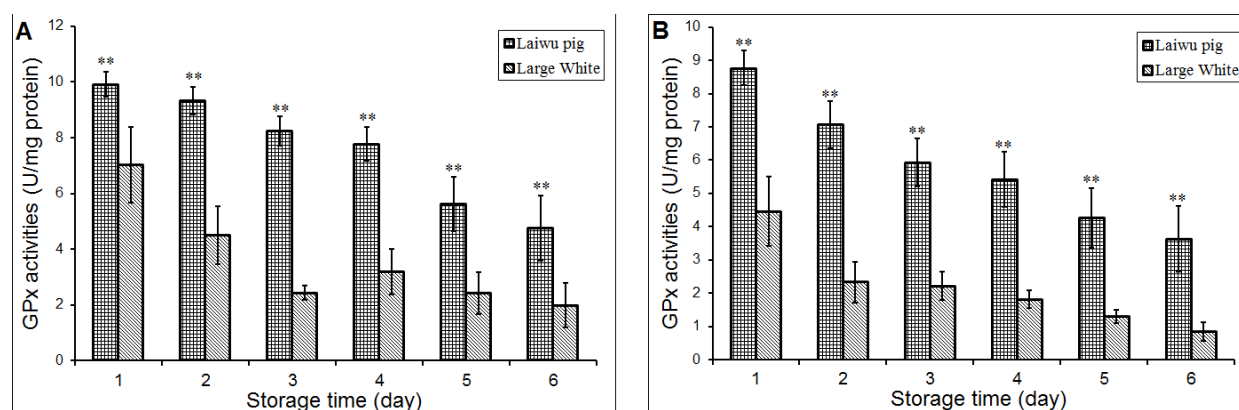 A
12
10
8
6
4
2
0
GPx activities (U/mg protein)
Laiwu pig
Large White
**
**
**
**
**
**
1 2 3 4 5 6
Storage time (day)
B
10
9
8
7
6
5
4
3
2
1
0
GPx activities (U/mg protein)
Laiwu pig
Large White
**
**
**
**
**
**
1 2 3 4 5 6
Storage time (day)